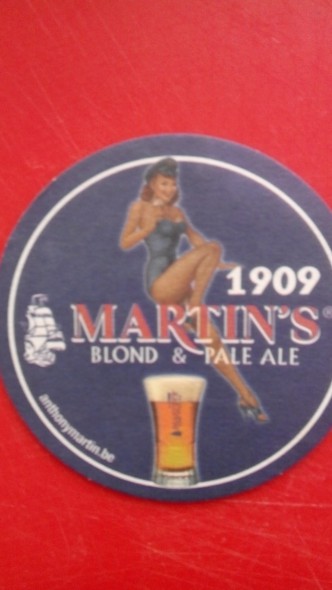 1909
MARTIN'S®
BLOND & PALE ALE
anthonymartin.be